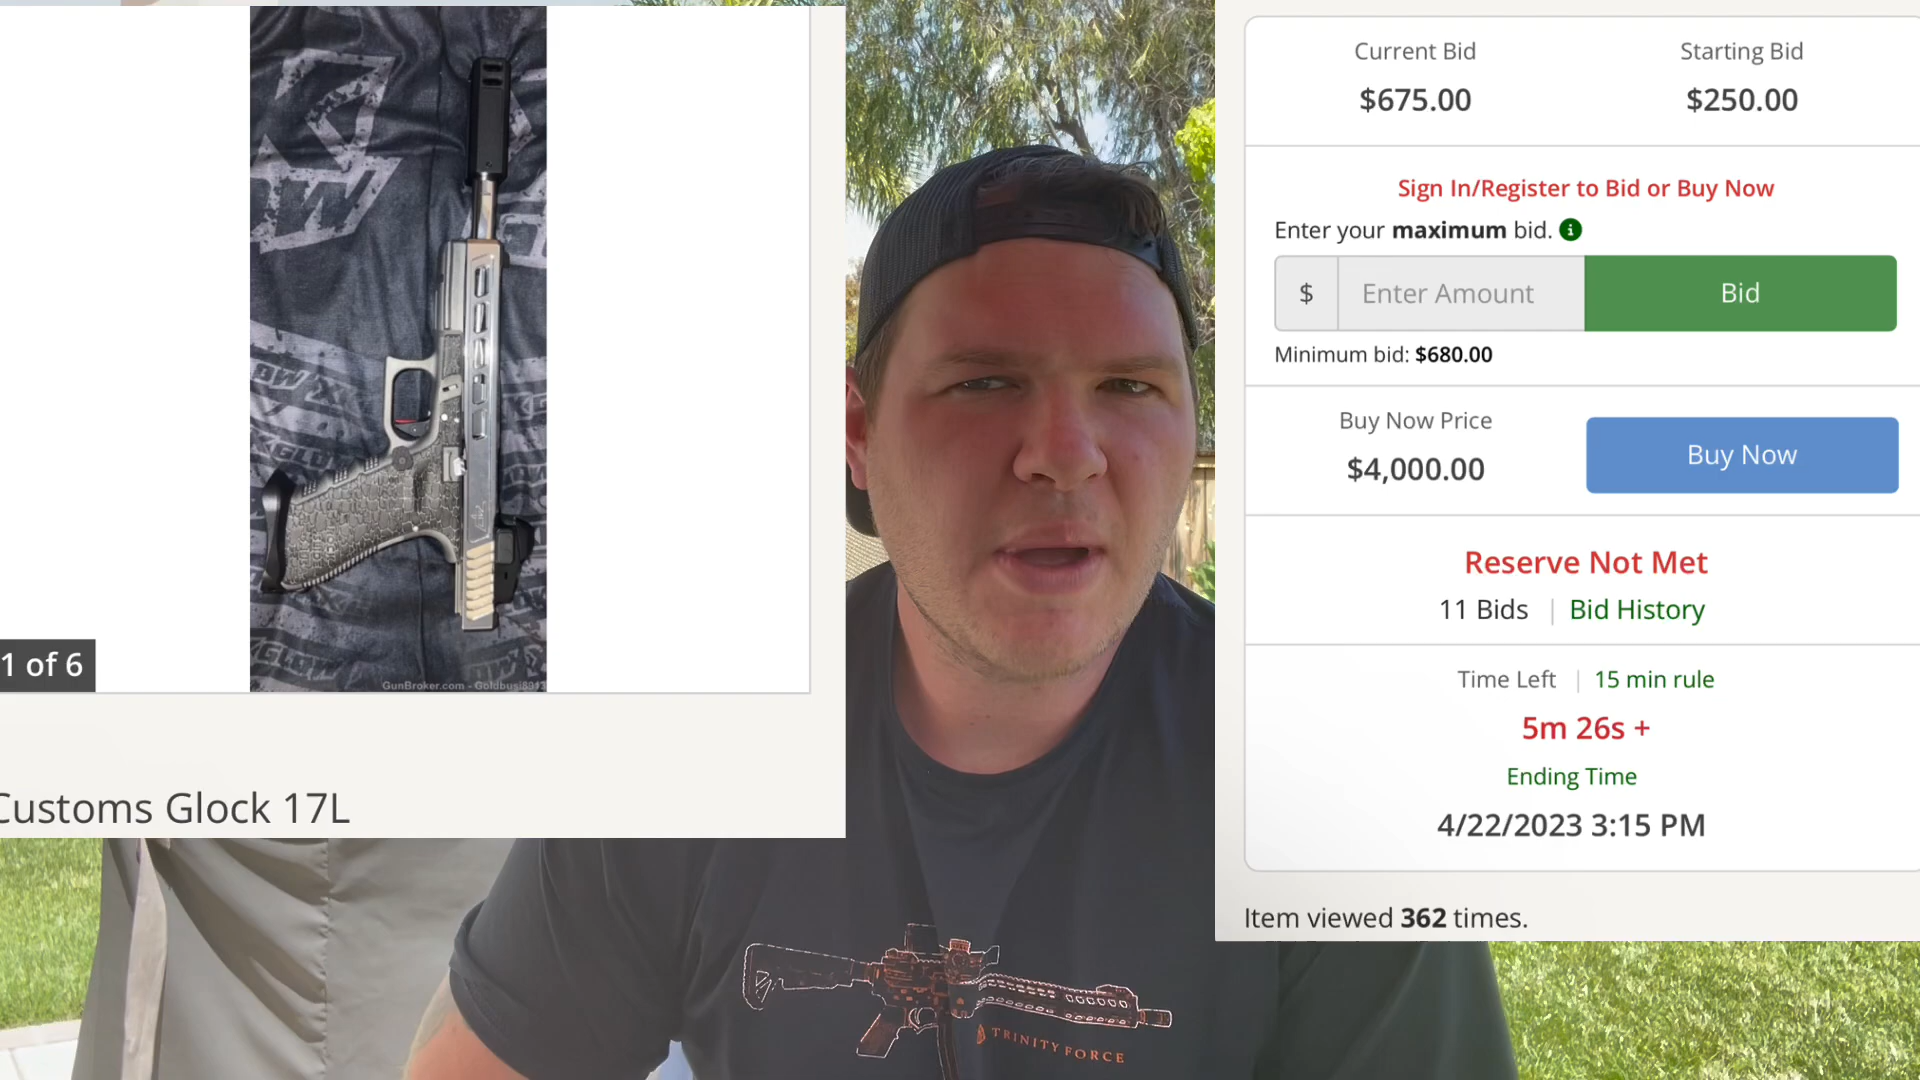 1 of 6
GunBroker.com - Goldbusi8913
Customs Glock 17L
Current Bid
$675.00
Starting Bid
$250.00
Sign In/Register to Bid or Buy Now
Enter your maximum bid.
$ Enter Amount
Bid
Minimum bid: $680.00
Buy Now Price
$4,000.00
Buy Now
Reserve Not Met
11 Bids | Bid History
Time Left | 15 min rule
5m 26s +
Ending Time
4/22/2023 3:15 PM
Item viewed 362 times.
TRINITY FORCE